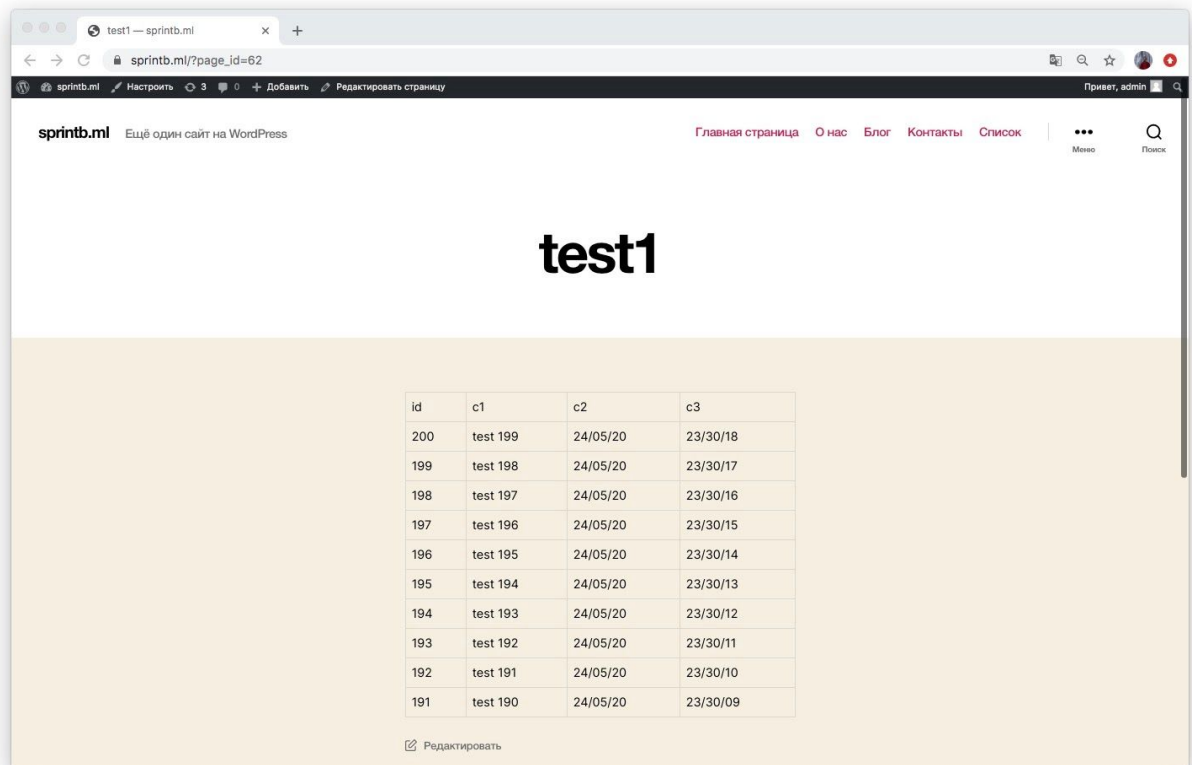 test1 — sprintb.ml
sprintb.ml/?page_id=62
sprintb.ml Настроить 3 0 Добавить Редактировать страницу Привет, admin
sprintb.ml Ещё один сайт на WordPress Главная страница О нас Блог Контакты Список
Меню Поиск
test1
id c1 c2 c3
200 test 199 24/05/20 23/30/18
199 test 198 24/05/20 23/30/17
198 test 197 24/05/20 23/30/16
197 test 196 24/05/20 23/30/15
196 test 195 24/05/20 23/30/14
195 test 194 24/05/20 23/30/13
194 test 193 24/05/20 23/30/12
193 test 192 24/05/20 23/30/11
192 test 191 24/05/20 23/30/10
191 test 190 24/05/20 23/30/09
Редактировать